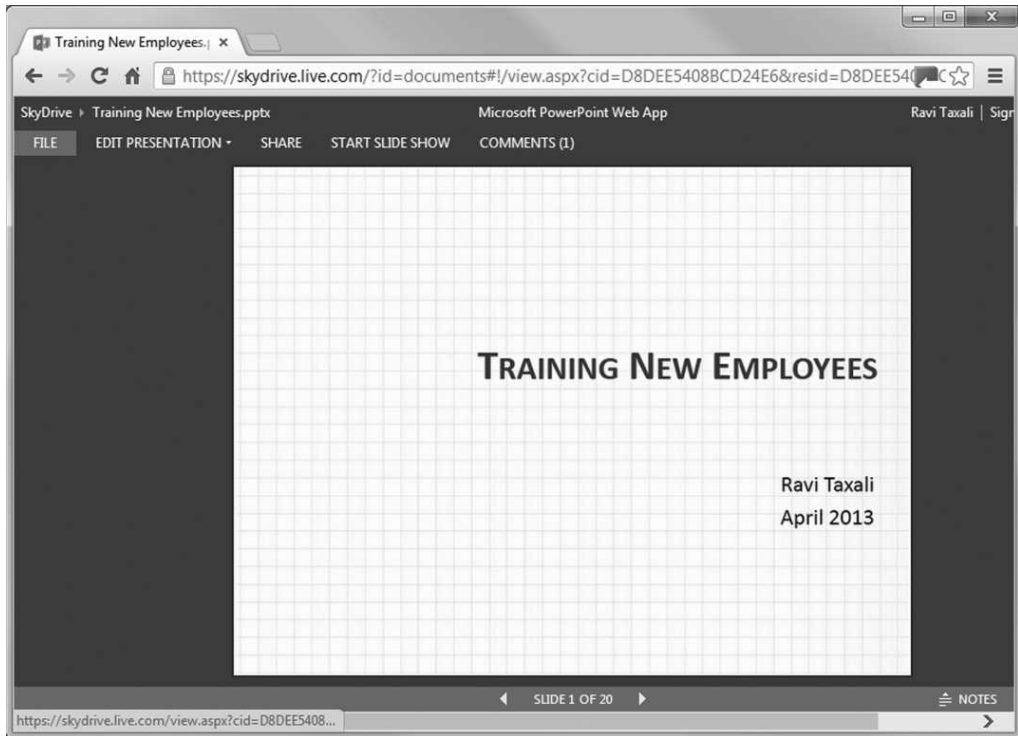 Training New Employees.p
https://skydrive.live.com/?id=documents#!/view.aspx?cid=D8DEE5408BCD24E6&resid=D8DEE540
SkyDrive ▸ Training New Employees.pptx Microsoft PowerPoint Web App Ravi Taxali | Sign
FILE EDIT PRESENTATION SHARE START SLIDE SHOW COMMENTS (1)
TRAINING NEW EMPLOYEES
Ravi Taxali
April 2013
SLIDE 1 OF 20 NOTES
https://skydrive.live.com/view.aspx?cid=D8DEE5408...